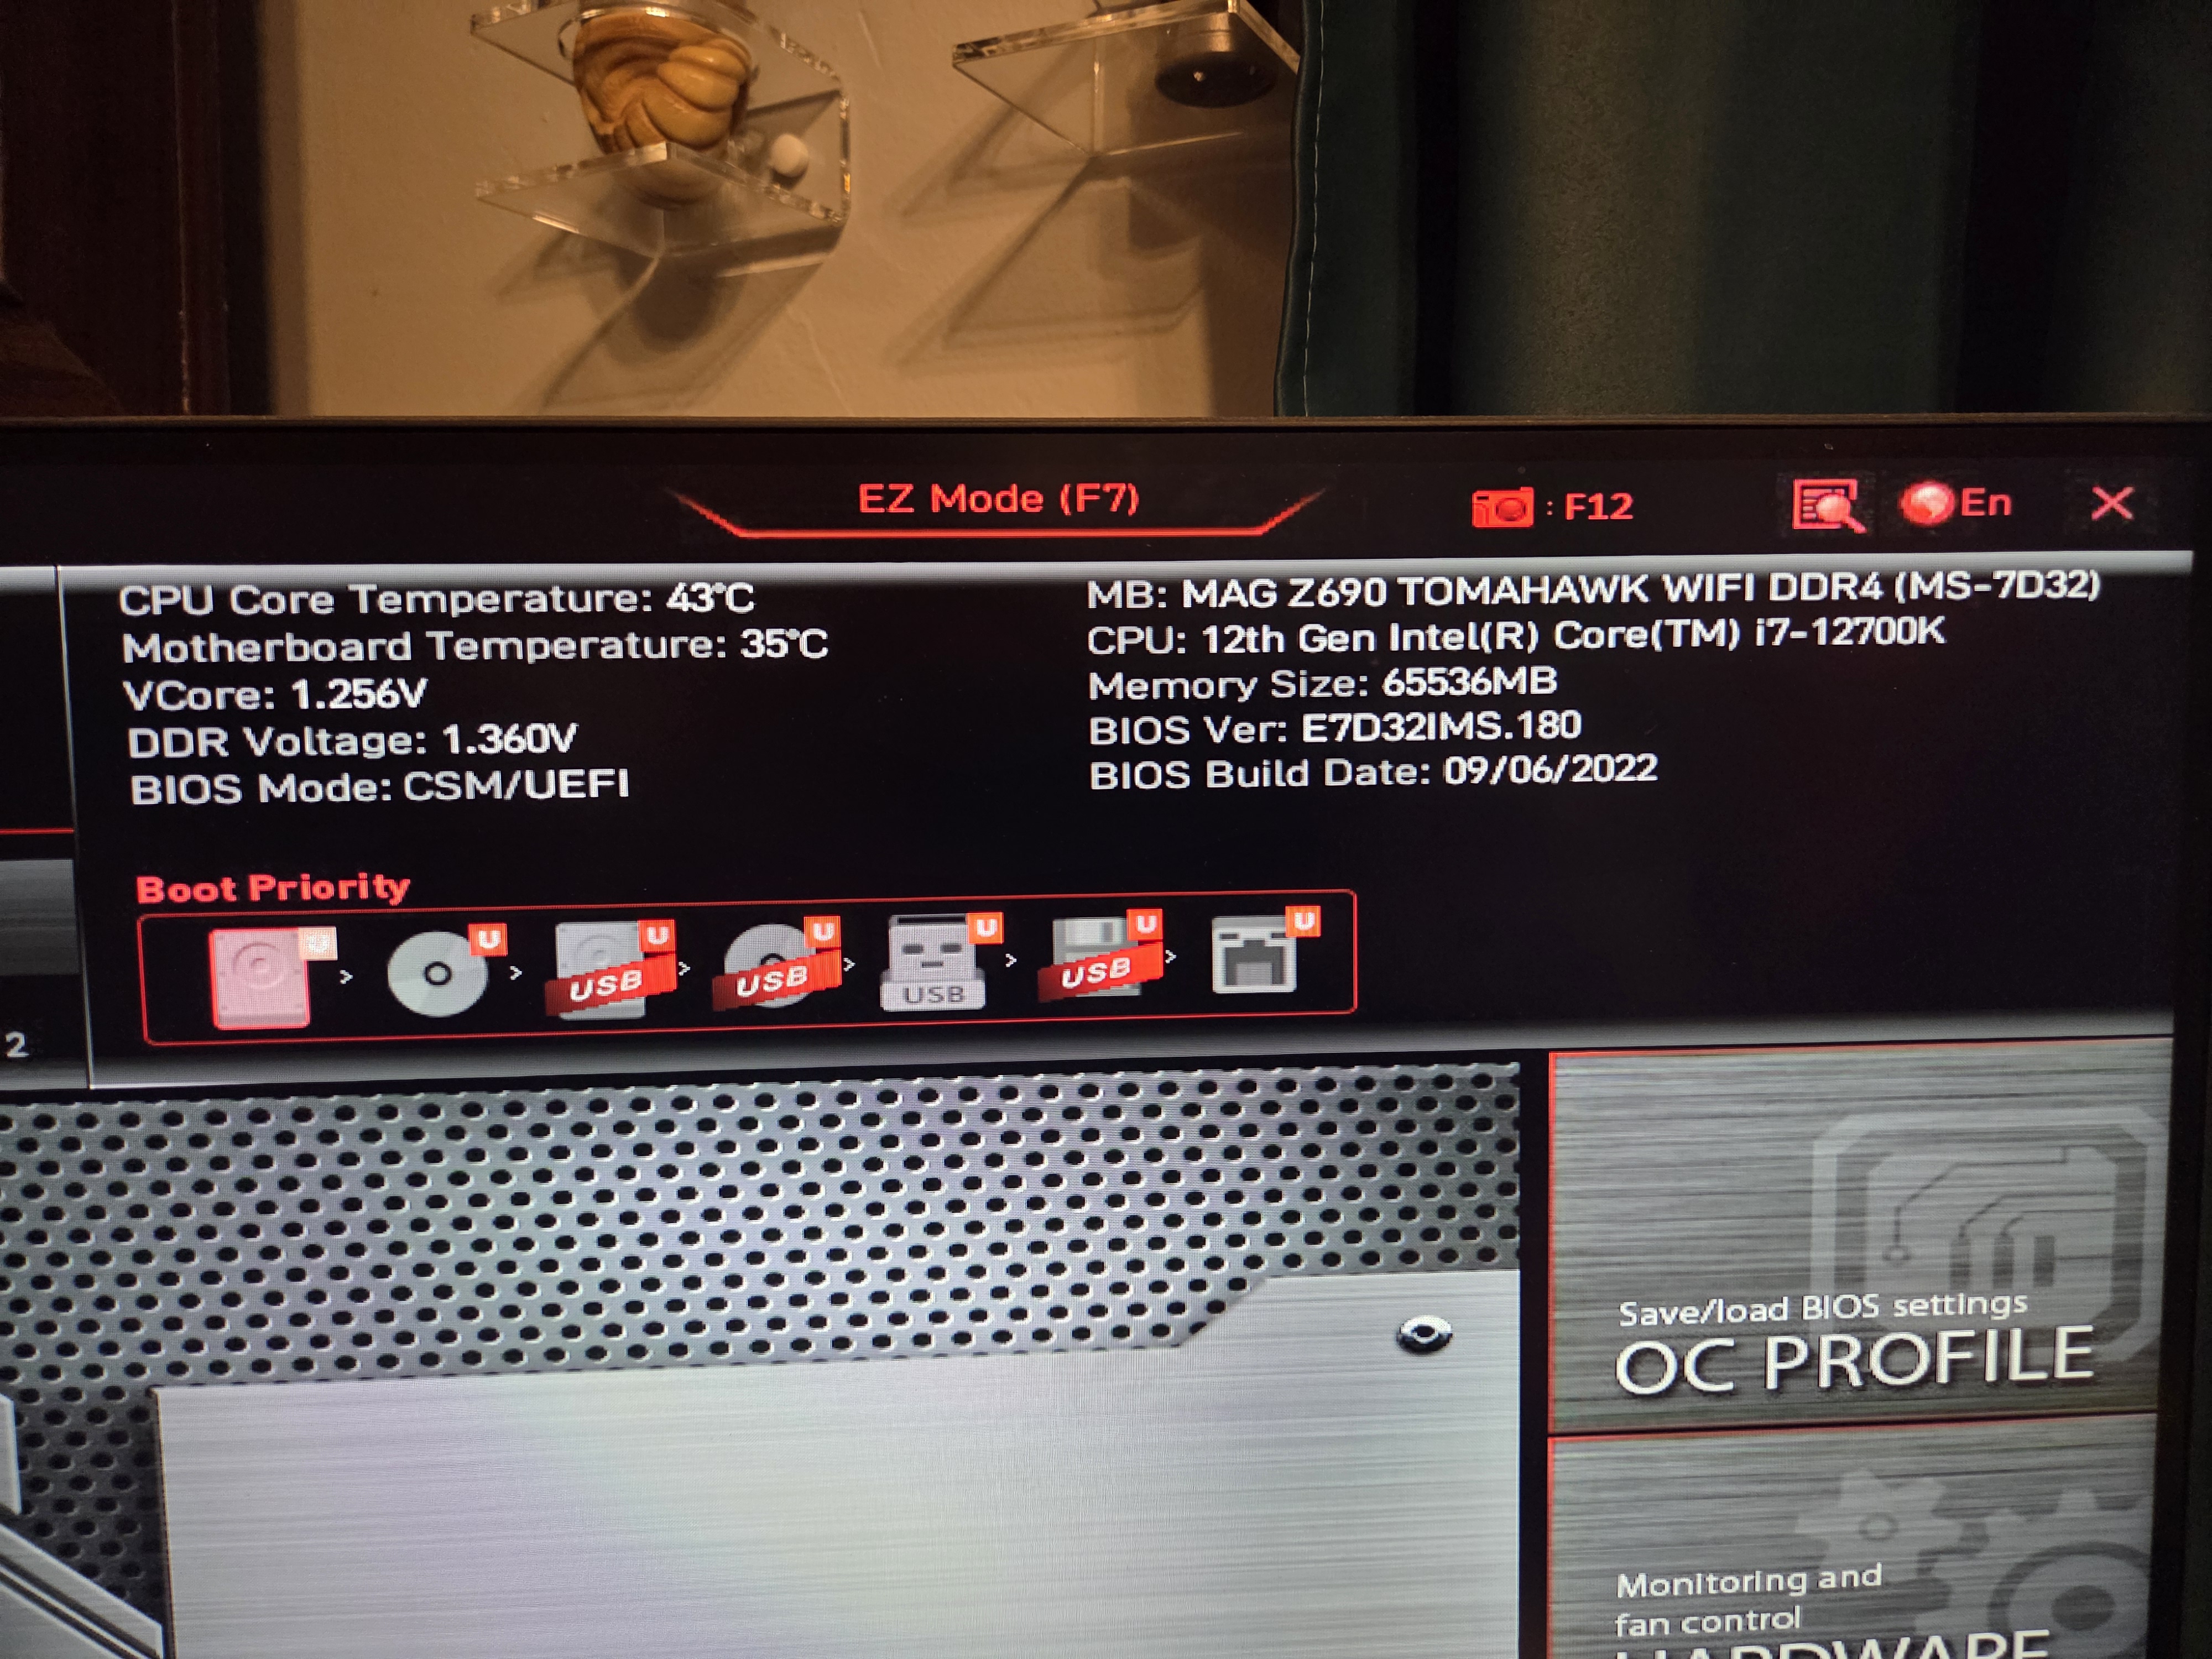 EZ Mode (F7)
: F12
En
CPU Core Temperature: 43°C
Motherboard Temperature: 35°C
VCore: 1.256V
DDR Voltage: 1.360V
BIOS Mode: CSM/UEFI
MB: MAG Z690 TOMAHAWK WIFI DDR4 (MS-7D32)
CPU: 12th Gen Intel(R) Core(TM) i7-12700K
Memory Size: 65536MB
BIOS Ver: E7D32IMS.180
BIOS Build Date: 09/06/2022
Boot Priority
U U U U U U U
USB USB USB USB
2
Save/load BIOS settings
OC PROFILE
Monitoring and
fan control
HARDWARE